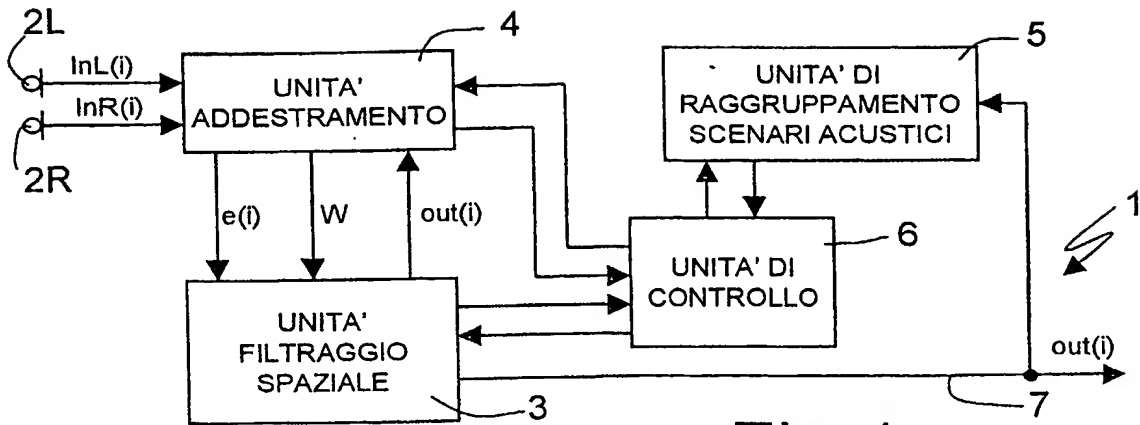 2L
InL(i)
InR(i)
2R
4
UNITA'
ADDESTRAMENTO
5
UNITA' DI
RAGGRUPPAMENTO
SCENARI ACUSTICI
e(i)
W
out(i)
6
UNITA' DI
CONTROLLO
1
UNITA'
FILTRAGGIO
SPAZIALE
3
out(i)
7